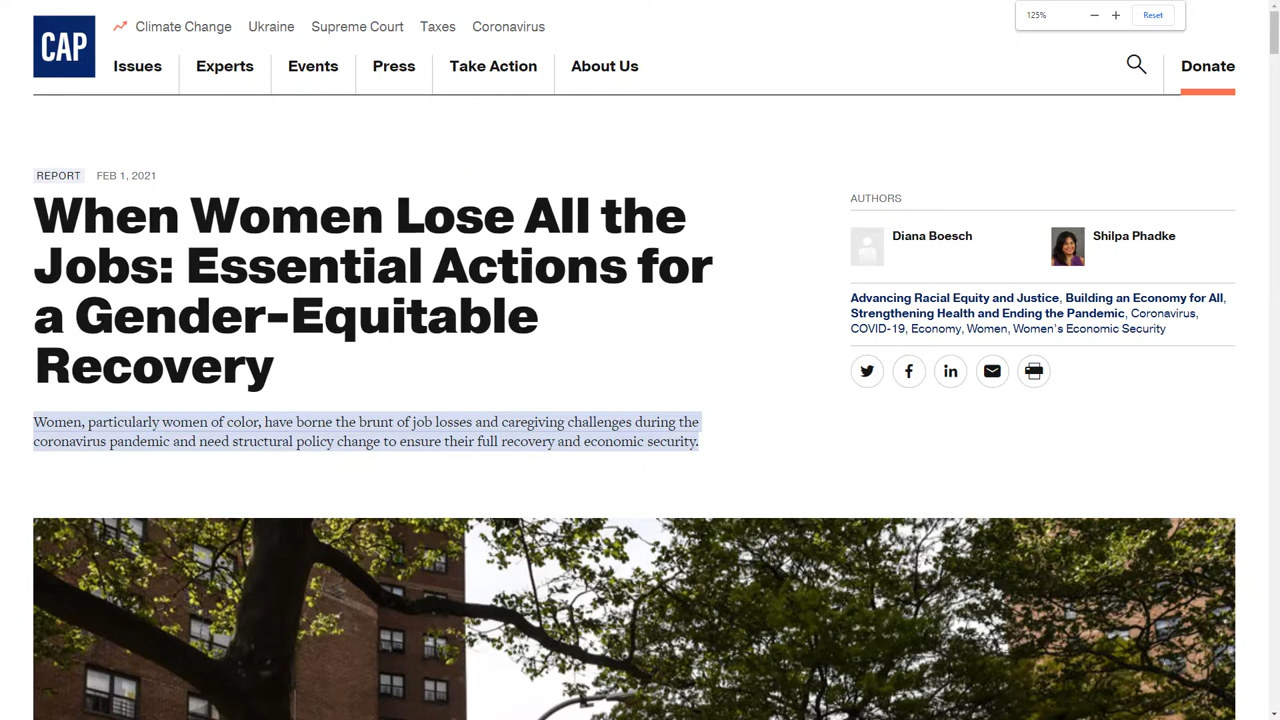 CAP
Climate Change Ukraine Supreme Court Taxes Coronavirus
125% Reset
Issues Experts Events Press Take Action About Us
Donate
REPORT FEB 1, 2021
When Women Lose All the
Jobs: Essential Actions for
a Gender-Equitable
Recovery
Women, particularly women of color, have borne the brunt of job losses and caregiving challenges during the
coronavirus pandemic and need structural policy change to ensure their full recovery and economic security.
AUTHORS
Diana Boesch Shilpa Phadke
Advancing Racial Equity and Justice, Building an Economy for All,
Strengthening Health and Ending the Pandemic, Coronavirus,
COVID-19, Economy, Women, Women's Economic Security